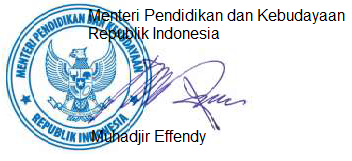 Menteri Pendidikan dan Kebudayaan
Republik Indonesia
MENTERI PENDIDIKAN DAN KEBUDAYAAN
REPUBLIK INDONESIA
Muhadjir Effendy